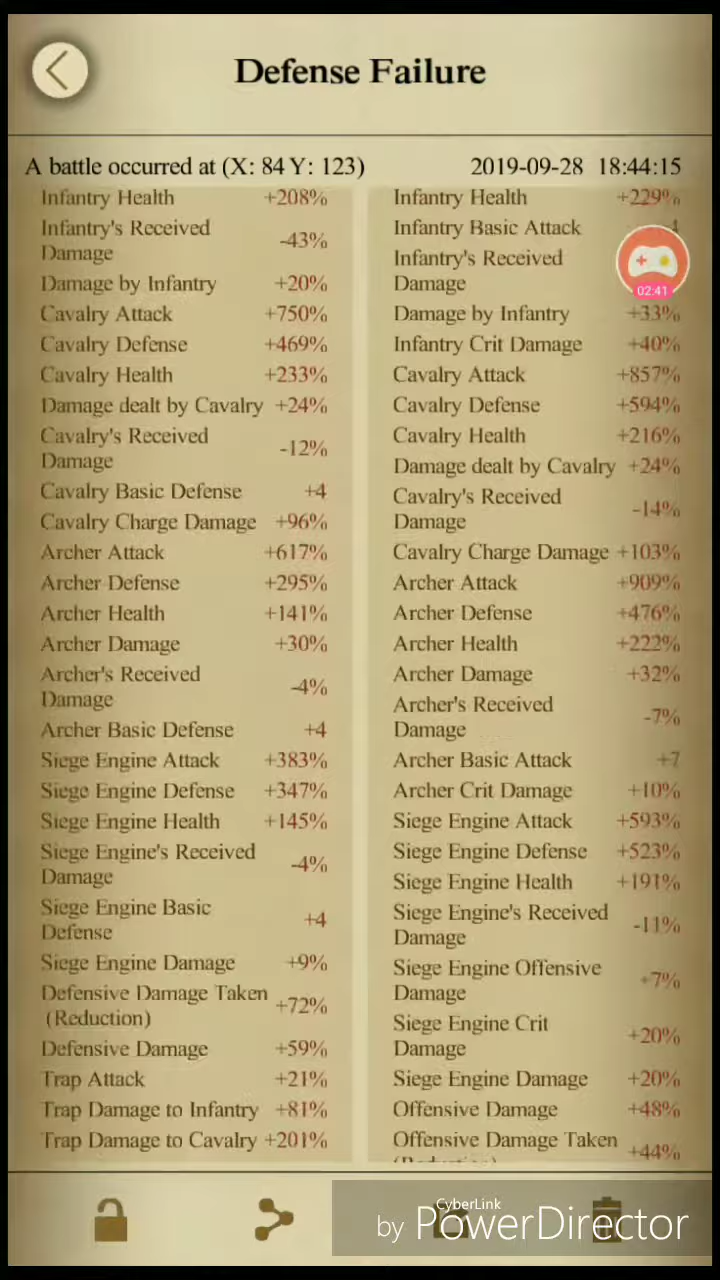 Defense Failure
A battle occurred at (X: 84 Y: 123) 2019-09-28 18:44:15
Infantry Health +208%
Infantry's Received
Damage -43%
Damage by Infantry +20%
Cavalry Attack +750%
Cavalry Defense +469%
Cavalry Health +233%
Damage dealt by Cavalry +24%
Cavalry's Received
Damage -12%
Cavalry Basic Defense +4
Cavalry Charge Damage +96%
Archer Attack +617%
Archer Defense +295%
Archer Health +141%
Archer Damage +30%
Archer's Received
Damage -4%
Archer Basic Defense +4
Siege Engine Attack +383%
Siege Engine Defense +347%
Siege Engine Health +145%
Siege Engine's Received
Damage -4%
Siege Engine Basic
Defense +4
Siege Engine Damage +9%
Defensive Damage Taken
(Reduction) +72%
Defensive Damage +59%
Trap Attack +21%
Trap Damage to Infantry +81%
Trap Damage to Cavalry +201%
Infantry Health +229%
Infantry Basic Attack
Infantry's Received
Damage
02:41
Damage by Infantry +33%
Infantry Crit Damage +40%
Cavalry Attack +857%
Cavalry Defense +594%
Cavalry Health +216%
Damage dealt by Cavalry +24%
Cavalry's Received
Damage -14%
Cavalry Charge Damage +103%
Archer Attack +909%
Archer Defense +476%
Archer Health +222%
Archer Damage +32%
Archer's Received
Damage -7%
Archer Basic Attack +7
Archer Crit Damage +10%
Siege Engine Attack +593%
Siege Engine Defense +523%
Siege Engine Health +191%
Siege Engine's Received
Damage -11%
Siege Engine Offensive
Damage +7%
Siege Engine Crit
Damage +20%
Siege Engine Damage +20%
Offensive Damage +48%
Offensive Damage Taken
+44%
CyberLink
by PowerDirector